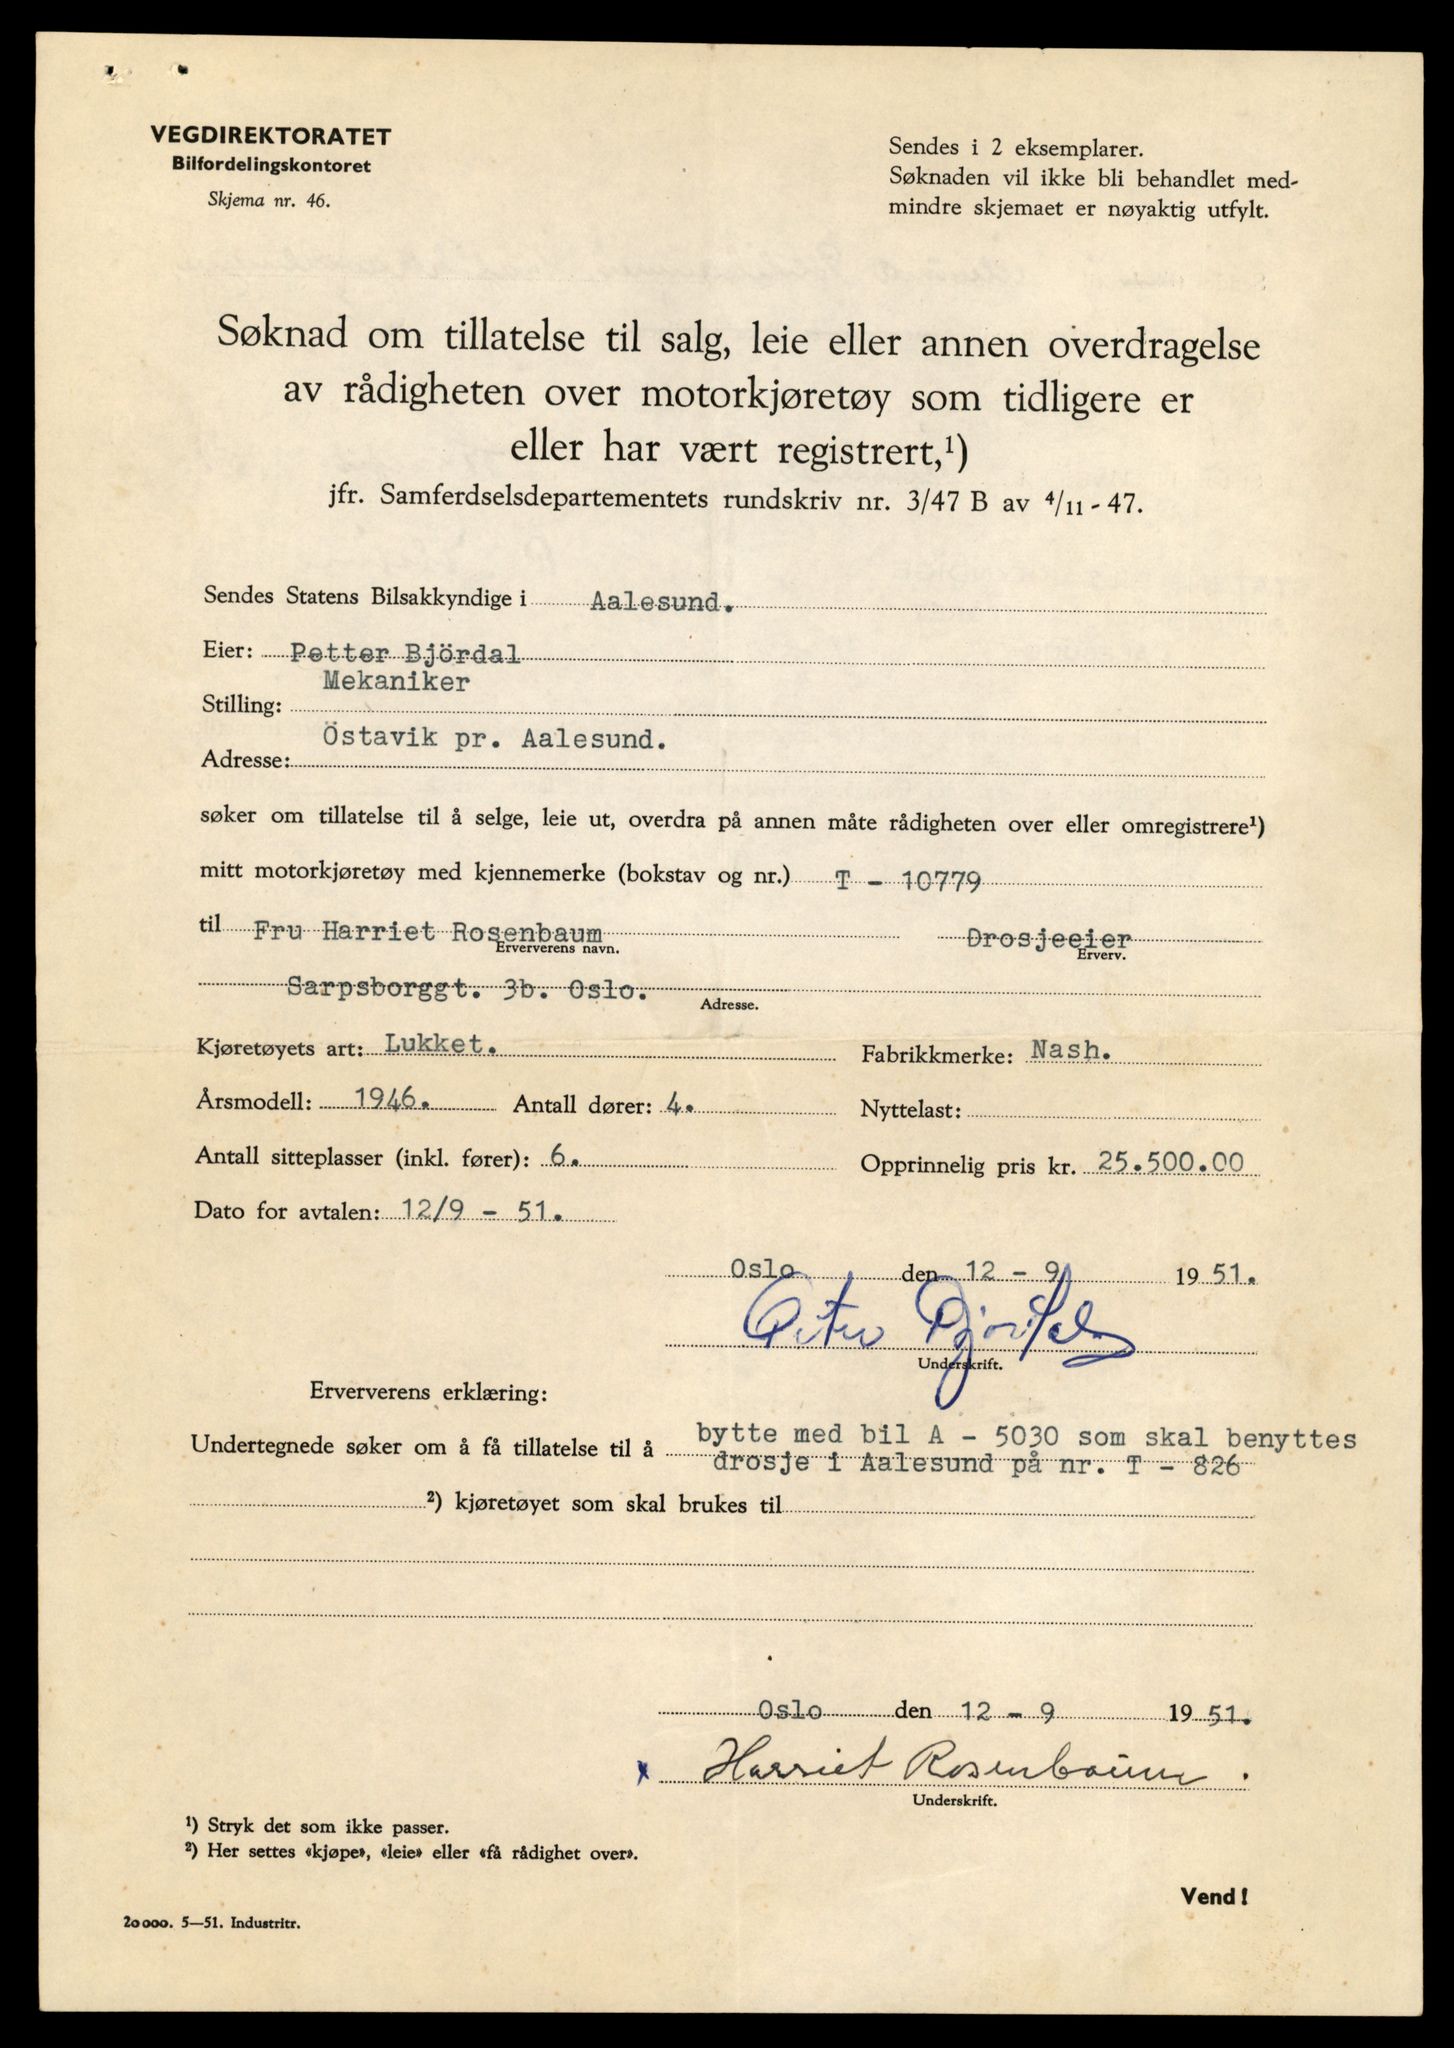 VEGDIREKTORATET
Bilfordelingskontoret
Skjema nr. 46.
Sendes i 2 eksemplarer.
Søknaden vil ikke bli behandlet med-
mindre skjemaet er nøyaktig utfylt.
Søknad om tillatelse til salg, leie eller annen overdragelse
av rådigheten over motorkjøretøy som tidligere er
eller har vært registrert,¹)
jfr. Samferdselsdepartementets rundskriv nr. 3/47 B av 4/11 - 47.
Sendes Statens Bilsakkyndige i Aalesund.
Eier: Petter Björdal
Mekaniker
Stilling:
Östavik pr. Aalesund.
Adresse:
søker om tillatelse til å selge, leie ut, overdra på annen måte rådigheten over eller omregistrere¹)
mitt motorkjøretøy med kjennemerke (bokstav og nr.) T - 10779
til Fru Harriet Rosenbaum Drosjeeier
Erververens navn. Erverv.
Sarpsborggt. 3b. Oslo.
Adresse.
Kjøretøyets art: Lukket. Fabrikkmerke: Nash.
Årsmodell: 1946. Antall dører: 4. Nyttelast:
Antall sitteplasser (inkl. fører): 6. Opprinnelig pris kr. 25.500.00
Dato for avtalen: 12/9 - 51.
Oslo den 12 - 9 19 51.
Underskrift.
Erververens erklæring:
Undertegnede søker om å få tillatelse til å bytte med bil A - 5030 som skal benyttes
drosje i Aalesund på nr. T - 826
²) kjøretøyet som skal brukes til
Oslo den 12 - 9 19 51.
x Harriet Rosenbaum.
Underskrift.
¹) Stryk det som ikke passer.
²) Her settes «kjøpe», «leie» eller «få rådighet over».
Vend!
20 000. 5—51. Industritr.